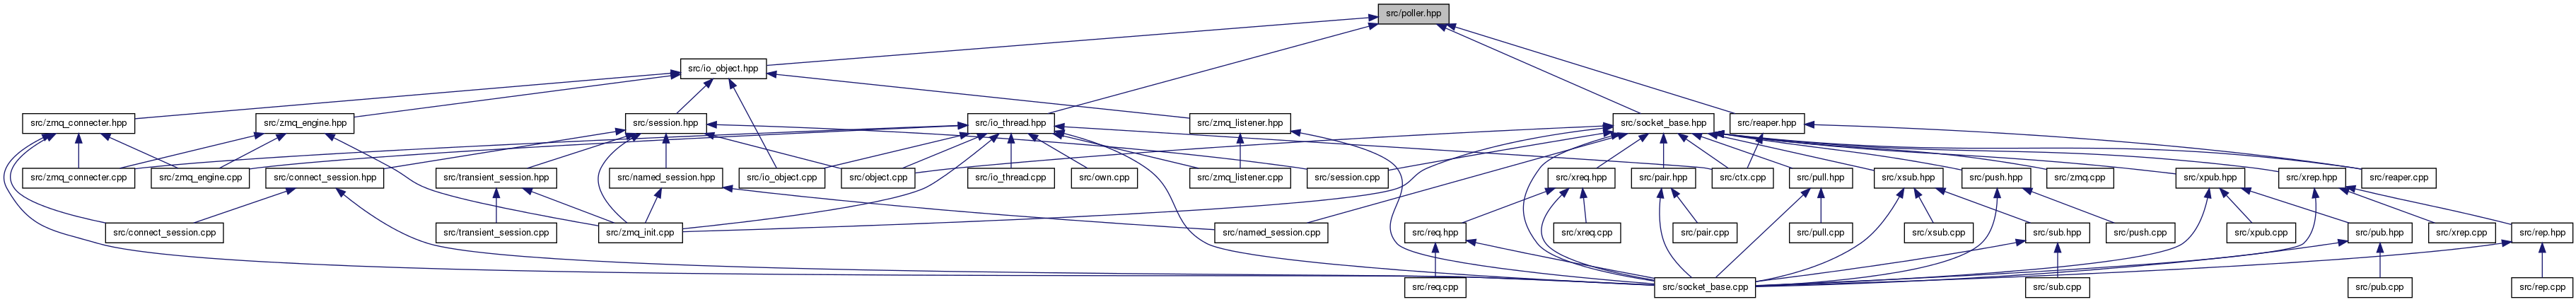 src/poller.hpp
src/io_object.hpp
src/zmq_connecter.hpp
src/zmq_engine.hpp
src/session.hpp
src/io_thread.hpp
src/zmq_listener.hpp
src/socket_base.hpp
src/reaper.hpp
src/zmq_connecter.cpp
src/zmq_engine.cpp
src/connect_session.hpp
src/transient_session.hpp
src/named_session.hpp
src/io_object.cpp
src/object.cpp
src/io_thread.cpp
src/own.cpp
src/zmq_listener.cpp
src/session.cpp
src/xreq.hpp
src/pair.hpp
src/ctx.cpp
src/pull.hpp
src/xsub.hpp
src/push.hpp
src/zmq.cpp
src/xpub.hpp
src/xrep.hpp
src/reaper.cpp
src/connect_session.cpp
src/transient_session.cpp
src/zmq_init.cpp
src/named_session.cpp
src/req.hpp
src/xreq.cpp
src/pair.cpp
src/pull.cpp
src/xsub.cpp
src/sub.hpp
src/push.cpp
src/xpub.cpp
src/pub.hpp
src/xrep.cpp
src/rep.hpp
src/req.cpp
src/socket_base.cpp
src/sub.cpp
src/pub.cpp
src/rep.cpp